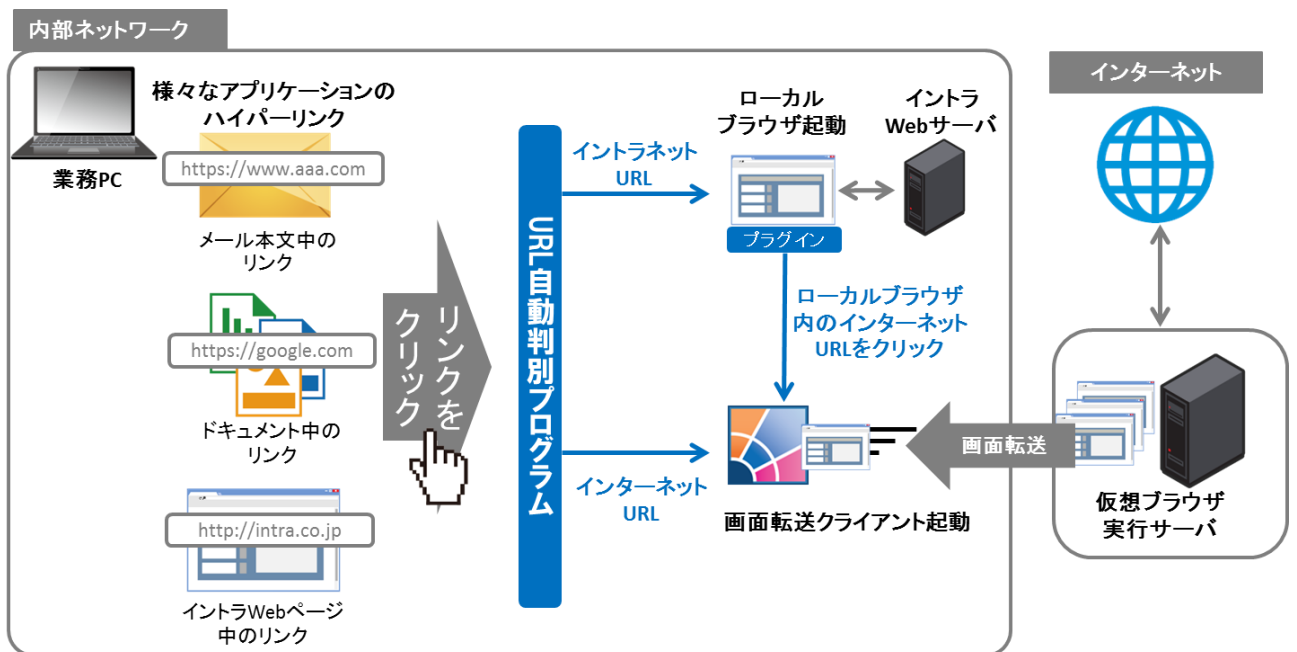 内部ネットワーク
業務PC
様々なアプリケーションの
ハイパーリンク
https://www.aaa.com
メール本文中の
リンク
https://google.com
ドキュメント中の
リンク
http://intra.co.jp
イントラWebページ
中のリンク
リンクを
クリック
URL自動判別プログラム
イントラネット
URL
インターネット
URL
ローカル
ブラウザ起動
プラグイン
イントラ
Webサーバ
ローカルブラウザ
内のインターネット
URLをクリック
画面転送クライアント起動
画面転送
インターネット
仮想ブラウザ
実行サーバ